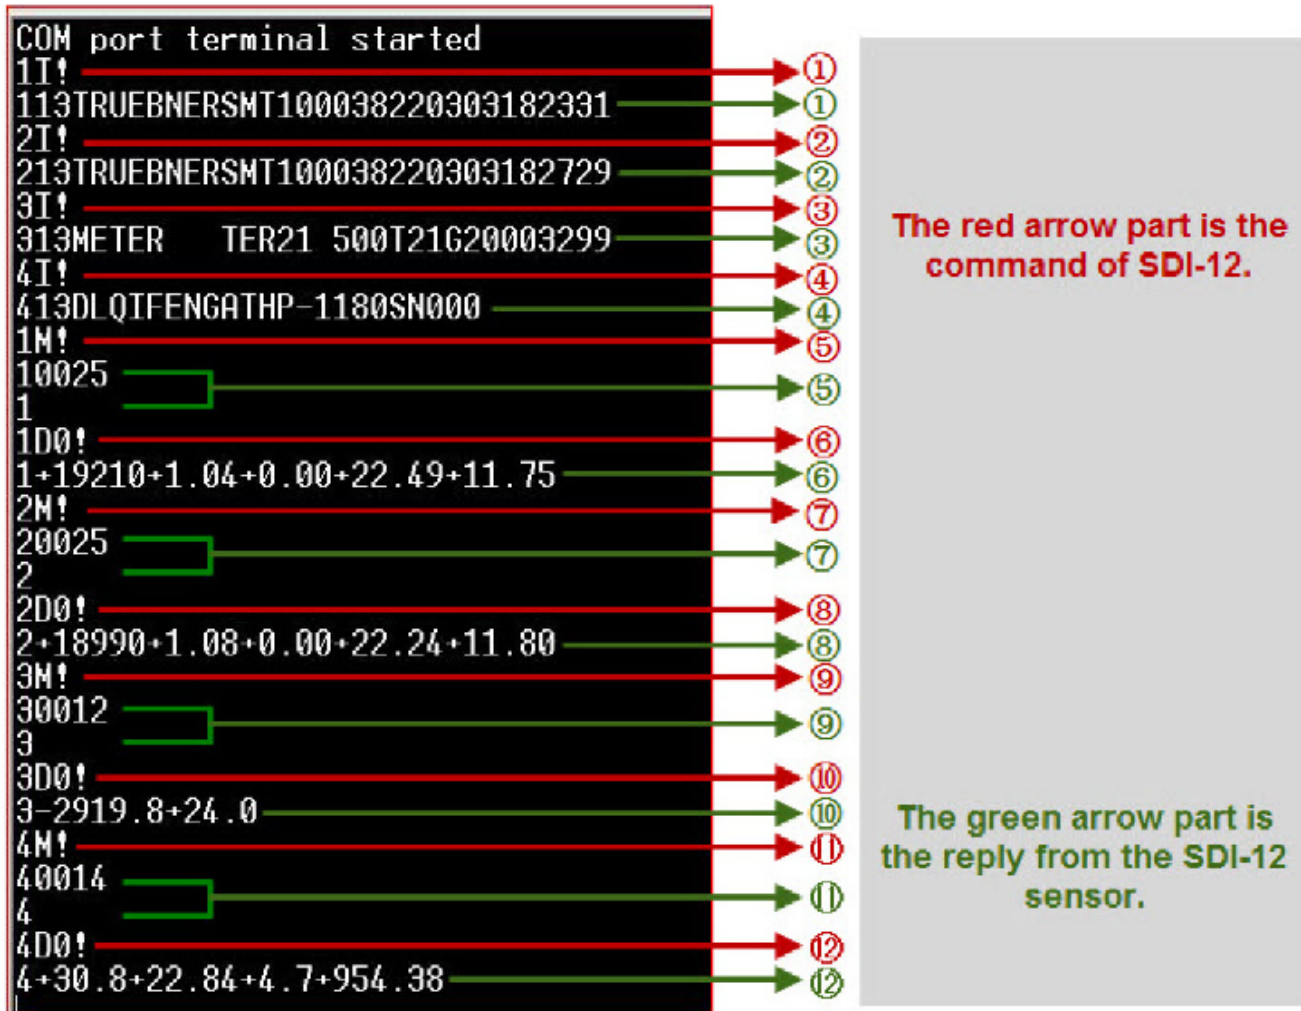 COM port terminal started
1I! ①
113TRUEBNERSMT100038220303182331 ①
2I! ②
213TRUEBNERSMT100038220303182729 ②
3I! ③
313METER   TER21 500T21G20003299 ③
4I! ④
413DLQIFENGATHP-1180SN000 ④
1M! ⑤
10025
1 ⑤
1D0! ⑥
1+19210+1.04+0.00+22.49+11.75 ⑥
2M! ⑦
20025
2 ⑦
2D0! ⑧
2+18990+1.08+0.00+22.24+11.80 ⑧
3M! ⑨
30012
3 ⑨
3D0! ⑩
3-2919.8+24.0 ⑩
4M! ⑪
40014
4 ⑪
4D0! ⑫
4+30.8+22.84+4.7+954.38 ⑫
The red arrow part is the
command of SDI-12.
The green arrow part is
the reply from the SDI-12
sensor.